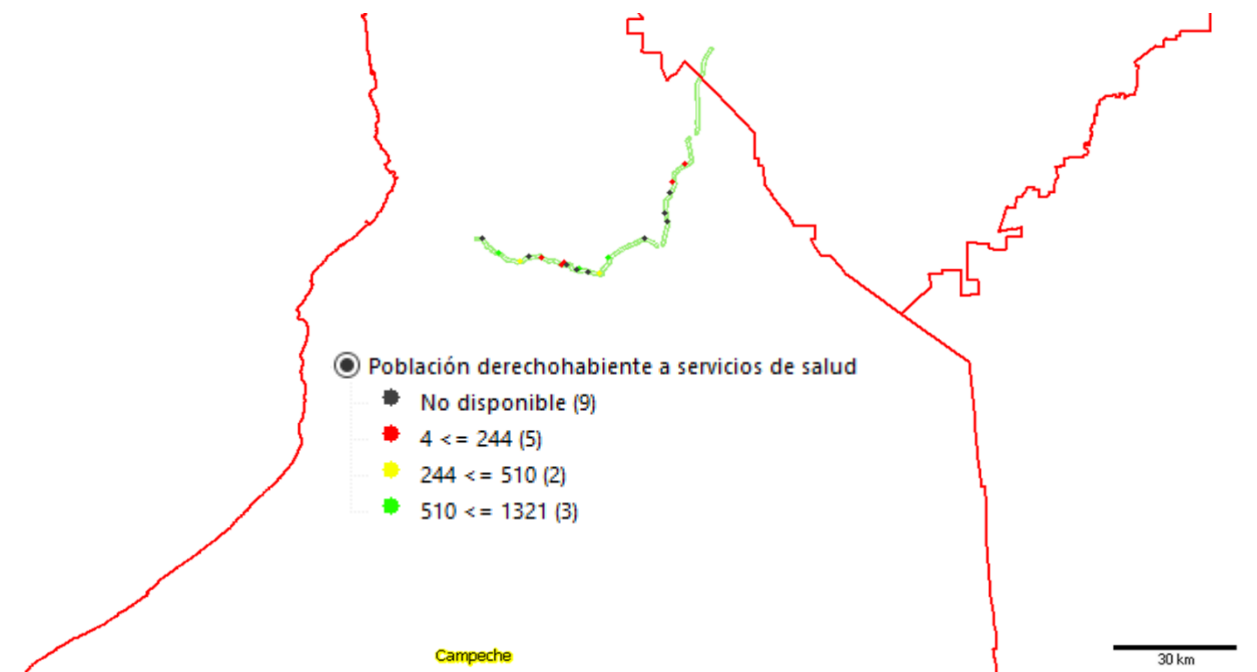 Población derechohabiente a servicios de salud
No disponible (9)
4 <= 244 (5)
244 <= 510 (2)
510 <= 1321 (3)
Campeche
30 km